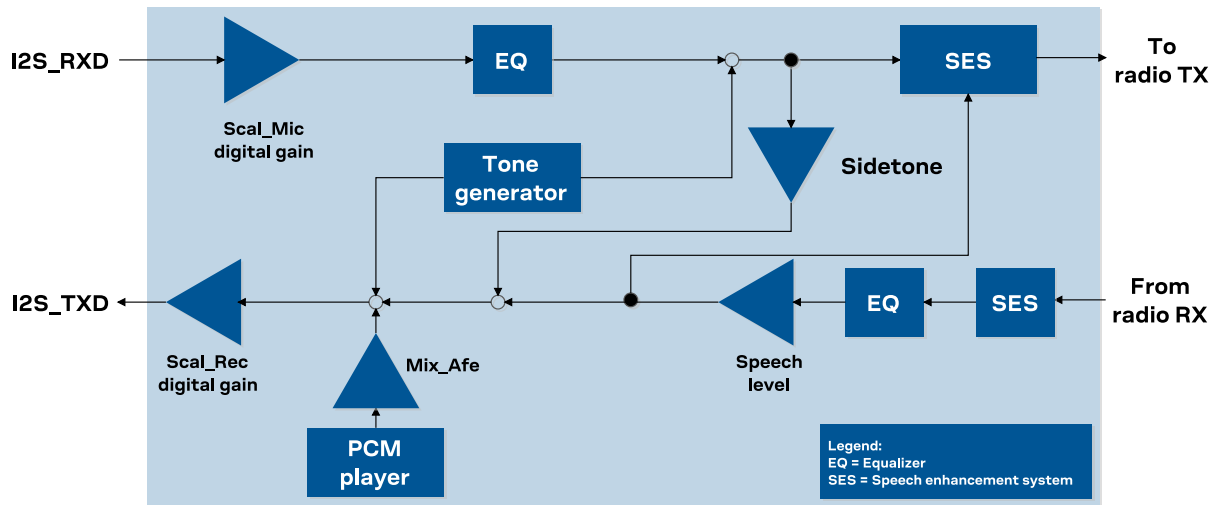 I2S_RXD
Scal_Mic
digital gain
EQ
SES
To
radio TX
Tone
generator
Sidetone
I2S_TXD
Scal_Rec
digital gain
Mix_Afe
PCM
player
Speech
level
EQ
SES
From
radio RX
Legend:
EQ = Equalizer
SES = Speech enhancement system